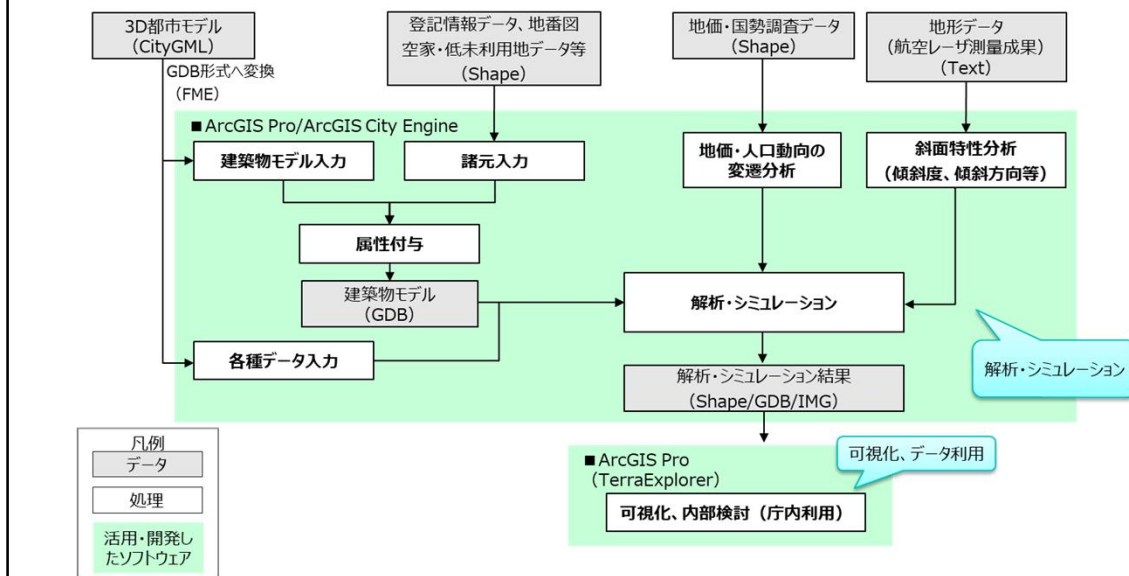 3D都市モデル
(CityGML)
登記情報データ、地番図
空家・低未利用地データ等
(Shape)
地価・国勢調査データ
(Shape)
地形データ
(航空レーザ測量成果)
(Text)
GDB形式へ変換
(FME)
■ArcGIS Pro/ArcGIS City Engine
建築物モデル入力
諸元入力
地価・人口動向の
変遷分析
斜面特性分析
(傾斜度、傾斜方向等)
属性付与
建築物モデル
(GDB)
解析・シミュレーション
各種データ入力
解析・シミュレーション
解析・シミュレーション結果
(Shape/GDB/IMG)
凡例
データ
処理
活用・開発し
たソフトウェア
■ArcGIS Pro
(TerraExplorer)
可視化、データ利用
可視化、内部検討（庁内利用）